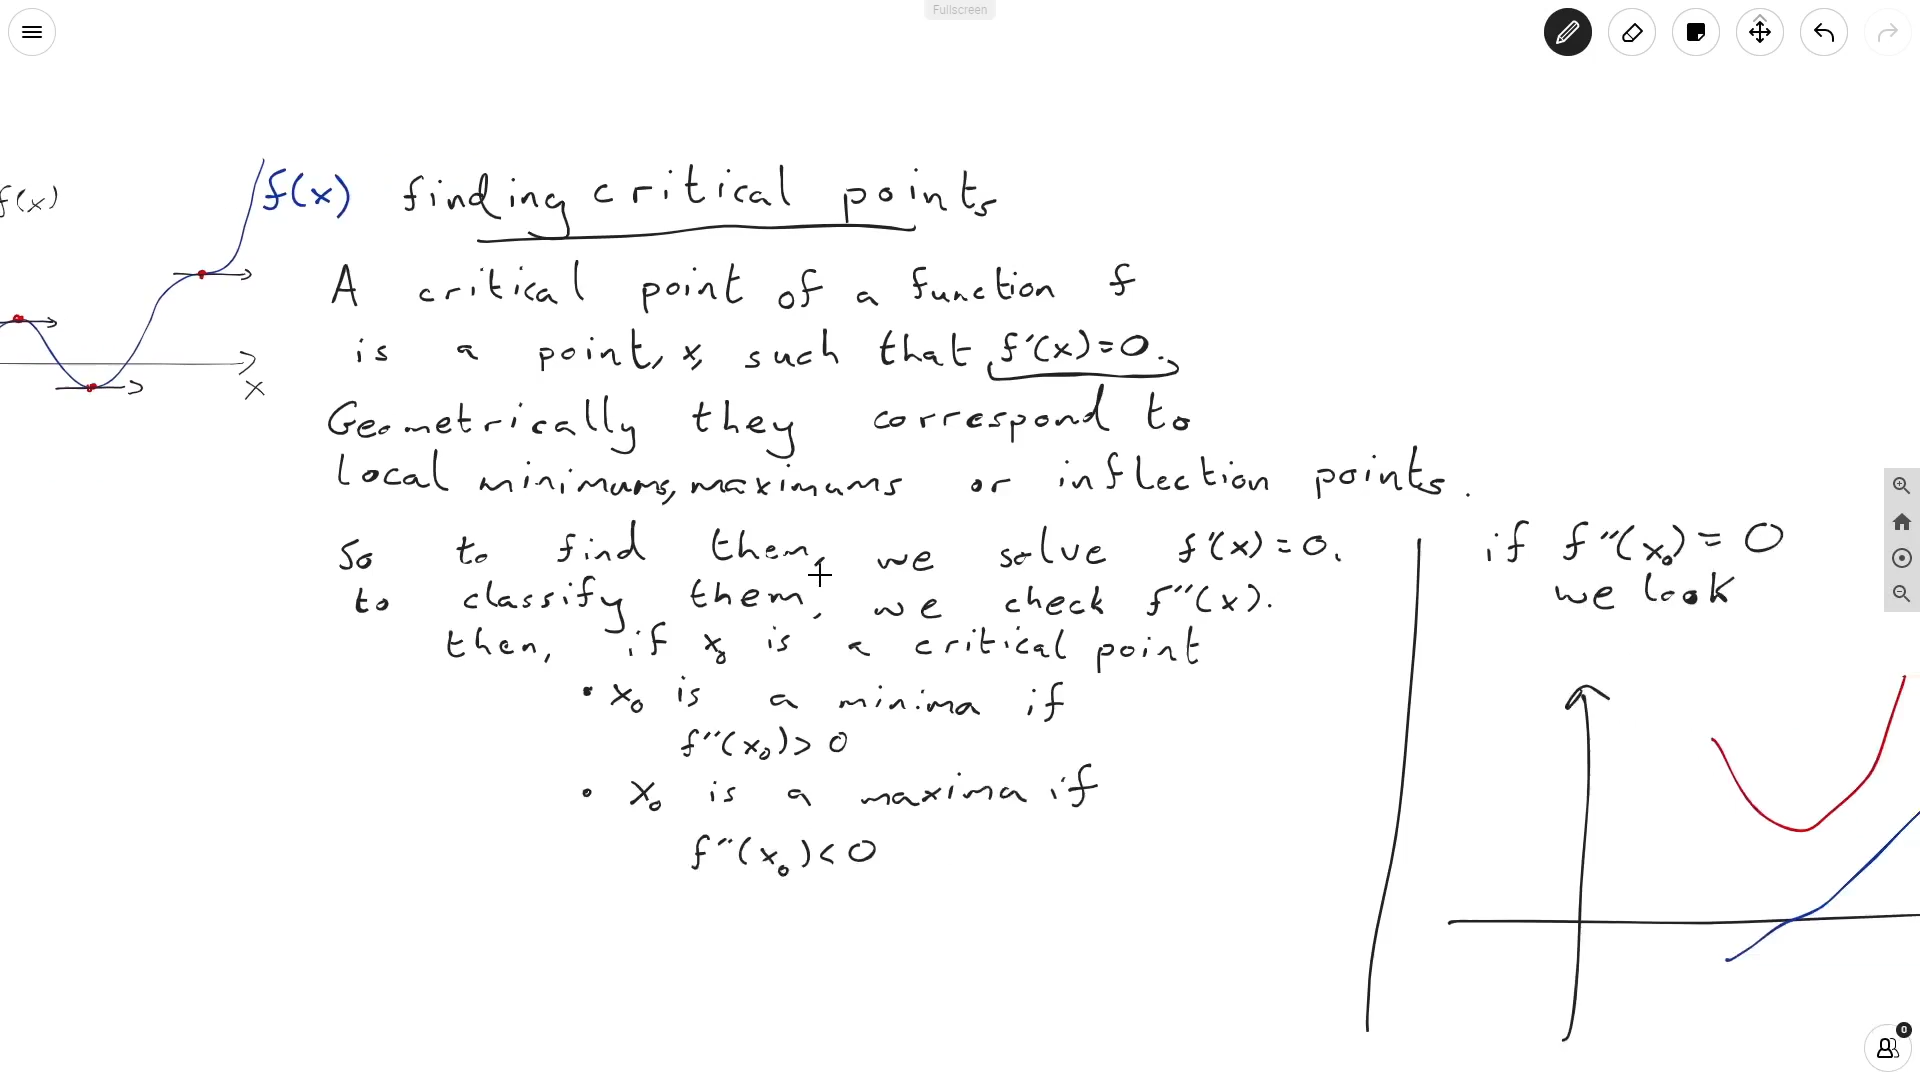 Fullscreen
f(x)
f(x)
x
finding critical points
A critical point of a function f
is a point, x, such that f'(x)=0.
Geometrically they correspond to
local minimums, maximums or inflection points.
So to find them, we solve f'(x)=0.
to classify them, we check f''(x).
then, if x₀ is a critical point
• x₀ is a minima if
f''(x₀)> 0
• x₀ is a maxima if
f''(x₀)<0
if f''(x₀)= 0
we look
0